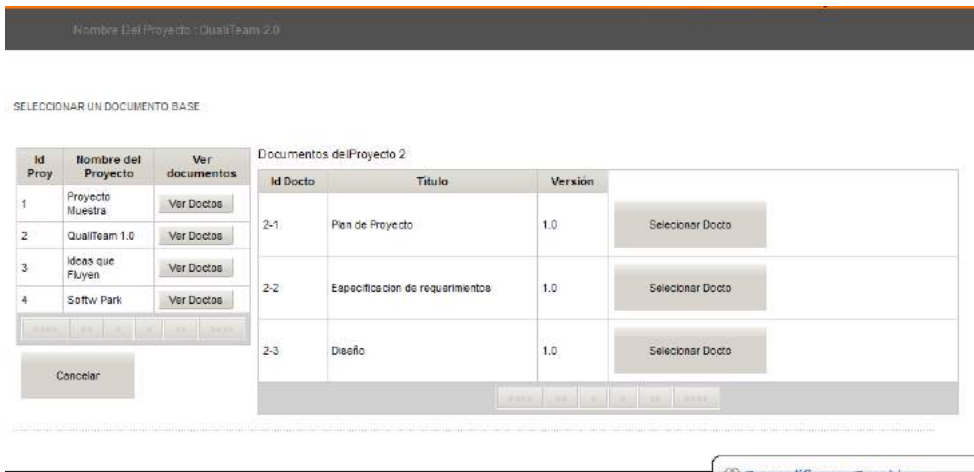 Nombre Del Proyecto : QualiTeam 2.0
SELECCIONAR UN DOCUMENTO BASE
Id Proy
Nombre del Proyecto
Ver documentos
1
Proyecto Muestra
Ver Doctos
2
QualiTeam 1.0
Ver Doctos
3
Ideas que Fluyen
Ver Doctos
4
Softw Park
Ver Doctos
Cancelar
Documentos delProyecto 2
Id Docto
Titulo
Versión
2-1
Plan de Proyecto
1.0
Selecionar Docto
2-2
Especificacion de requerimientos
1.0
Selecionar Docto
2-3
Diseño
1.0
Selecionar Docto